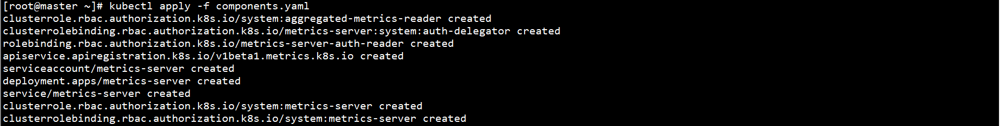 [root@master ~]# kubectl apply -f components.yaml
clusterrole.rbac.authorization.k8s.io/system:aggregated-metrics-reader created
clusterrolebinding.rbac.authorization.k8s.io/metrics-server:system:auth-delegator created
rolebinding.rbac.authorization.k8s.io/metrics-server-auth-reader created
apiservice.apiregistration.k8s.io/v1beta1.metrics.k8s.io created
serviceaccount/metrics-server created
deployment.apps/metrics-server created
service/metrics-server created
clusterrole.rbac.authorization.k8s.io/system:metrics-server created
clusterrolebinding.rbac.authorization.k8s.io/system:metrics-server created